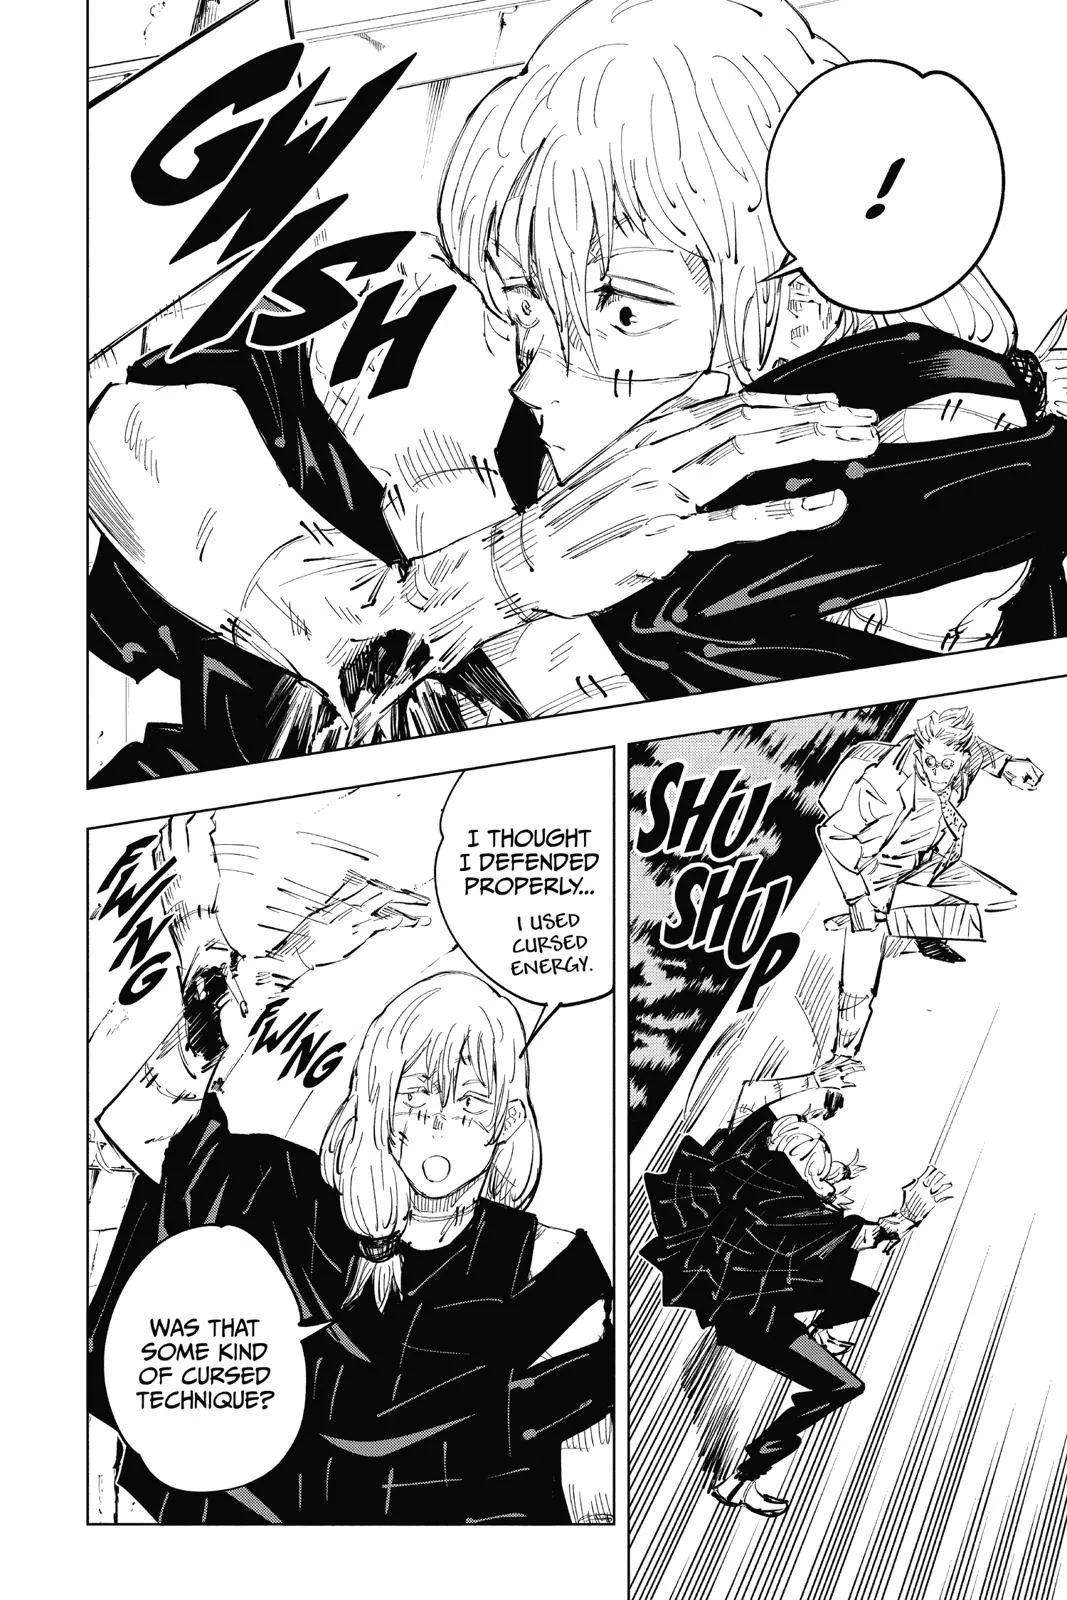 !
GWISH
SHU
SHUP
I THOUGHT
I DEFENDED
PROPERLY...
I USED
CURSED
ENERGY.
FWING
FWING
WAS THAT
SOME KIND
OF CURSED
TECHNIQUE?